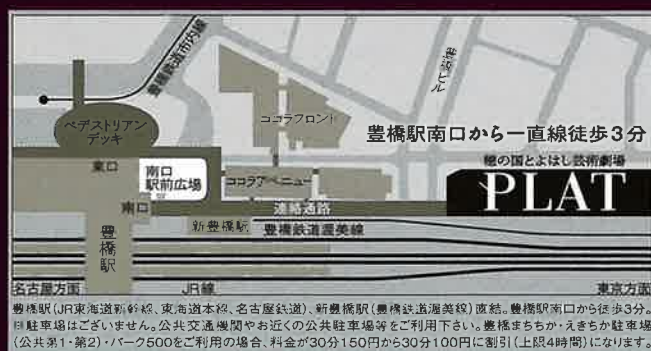 豊橋鉄道市内線
ペデストリアン
デッキ
ココラフロント
豊橋駅南口から一直線徒歩3分
穂の国とよはし芸術劇場
PLAT
東口
南口
駅前広場
ココラアベニュー
南口
連絡通路
新豊橋駅
豊橋鉄道渥美線
豊橋駅
名古屋方面
JR線
東京方面
豊橋駅(JR東海道新幹線、東海道本線、名古屋鉄道)、新豊橋駅(豊橋鉄道渥美線)直結。豊橋駅南口から徒歩3分。
※駐車場はございません。公共交通機関やお近くの公共駐車場等をご利用下さい。豊橋まちなか・えきちか駐車場
(公共第1・第2)・パーク500をご利用の場合、料金が30分150円から30分100円に割引(上限4時間)になります。